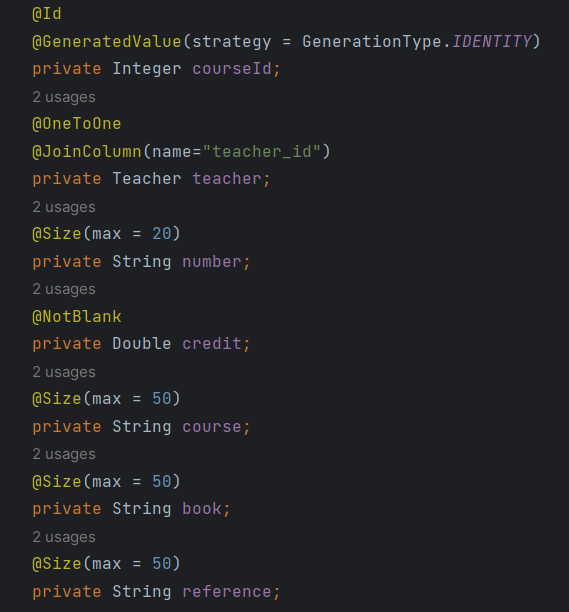 @Id
@GeneratedValue(strategy = GenerationType.IDENTITY)
private Integer courseId;
2 usages
@OneToOne
@JoinColumn(name="teacher_id")
private Teacher teacher;
2 usages
@Size(max = 20)
private String number;
2 usages
@NotBlank
private Double credit;
2 usages
@Size(max = 50)
private String course;
2 usages
@Size(max = 50)
private String book;
2 usages
@Size(max = 50)
private String reference;